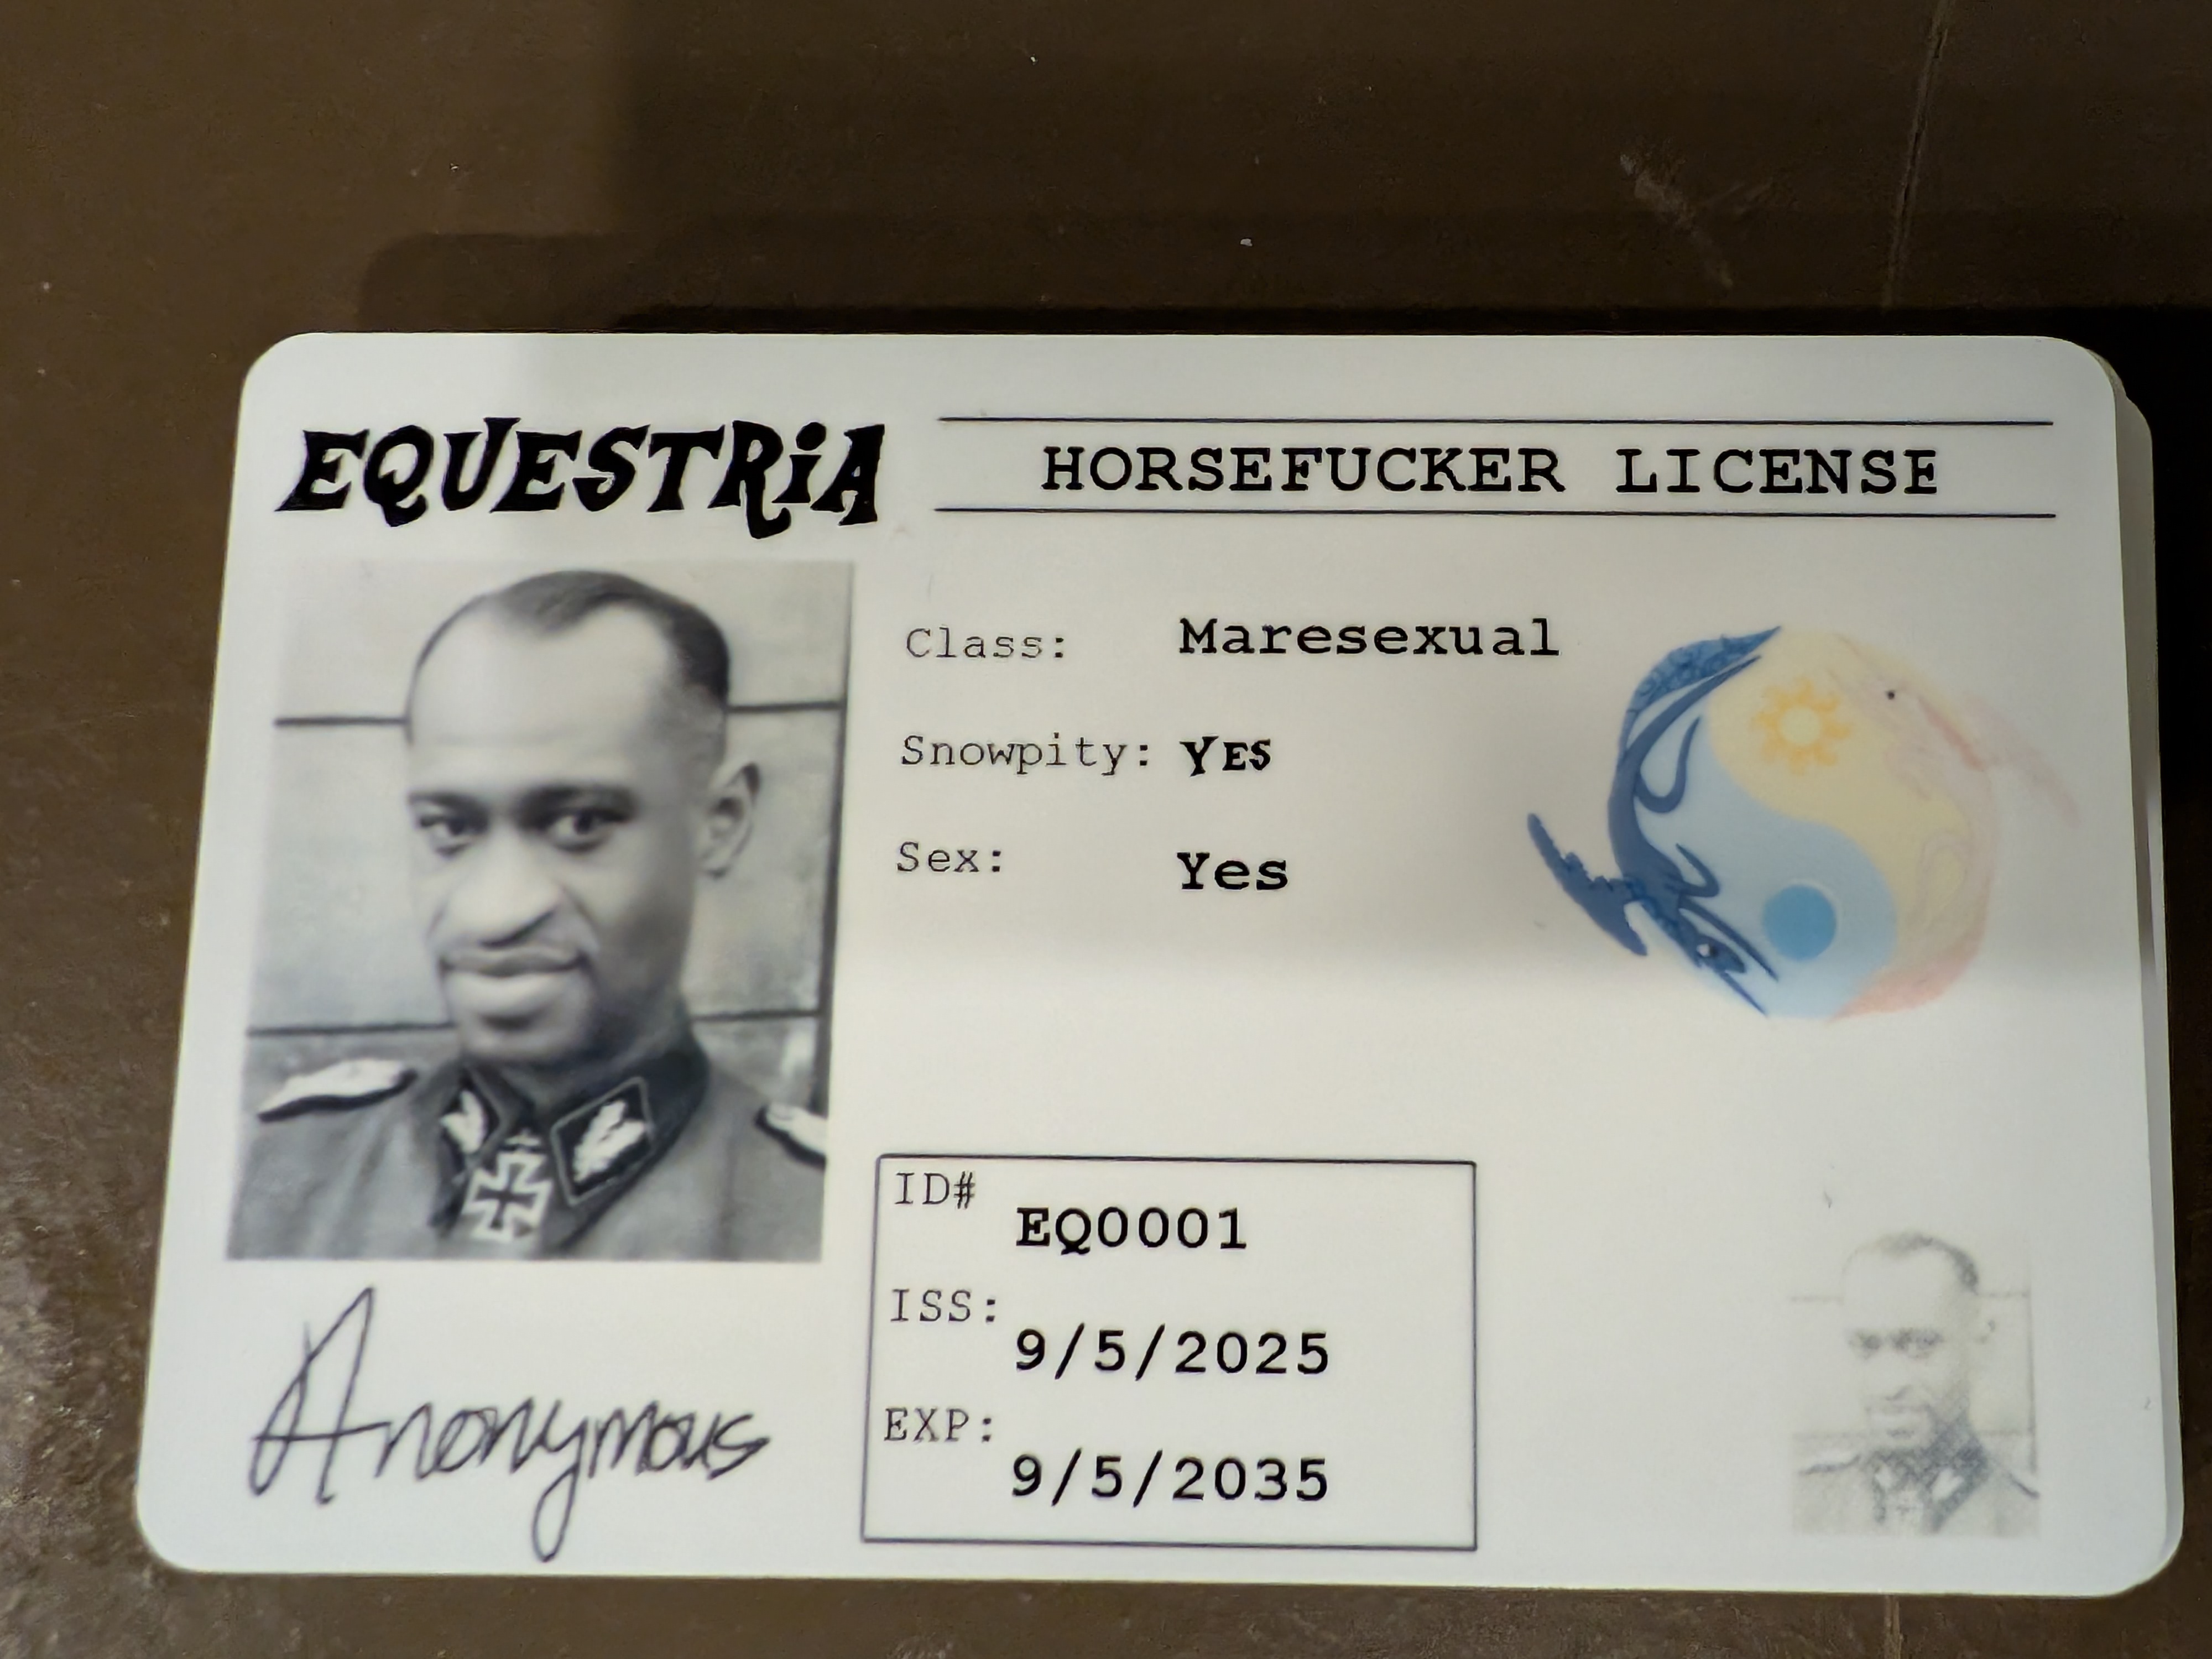 EQUESTRiA
HORSEFUCKER LICENSE
Class: Maresexual
Snowpity: YES
Sex: Yes
ID# EQ0001
ISS: 9/5/2025
EXP: 9/5/2035
Anonymous